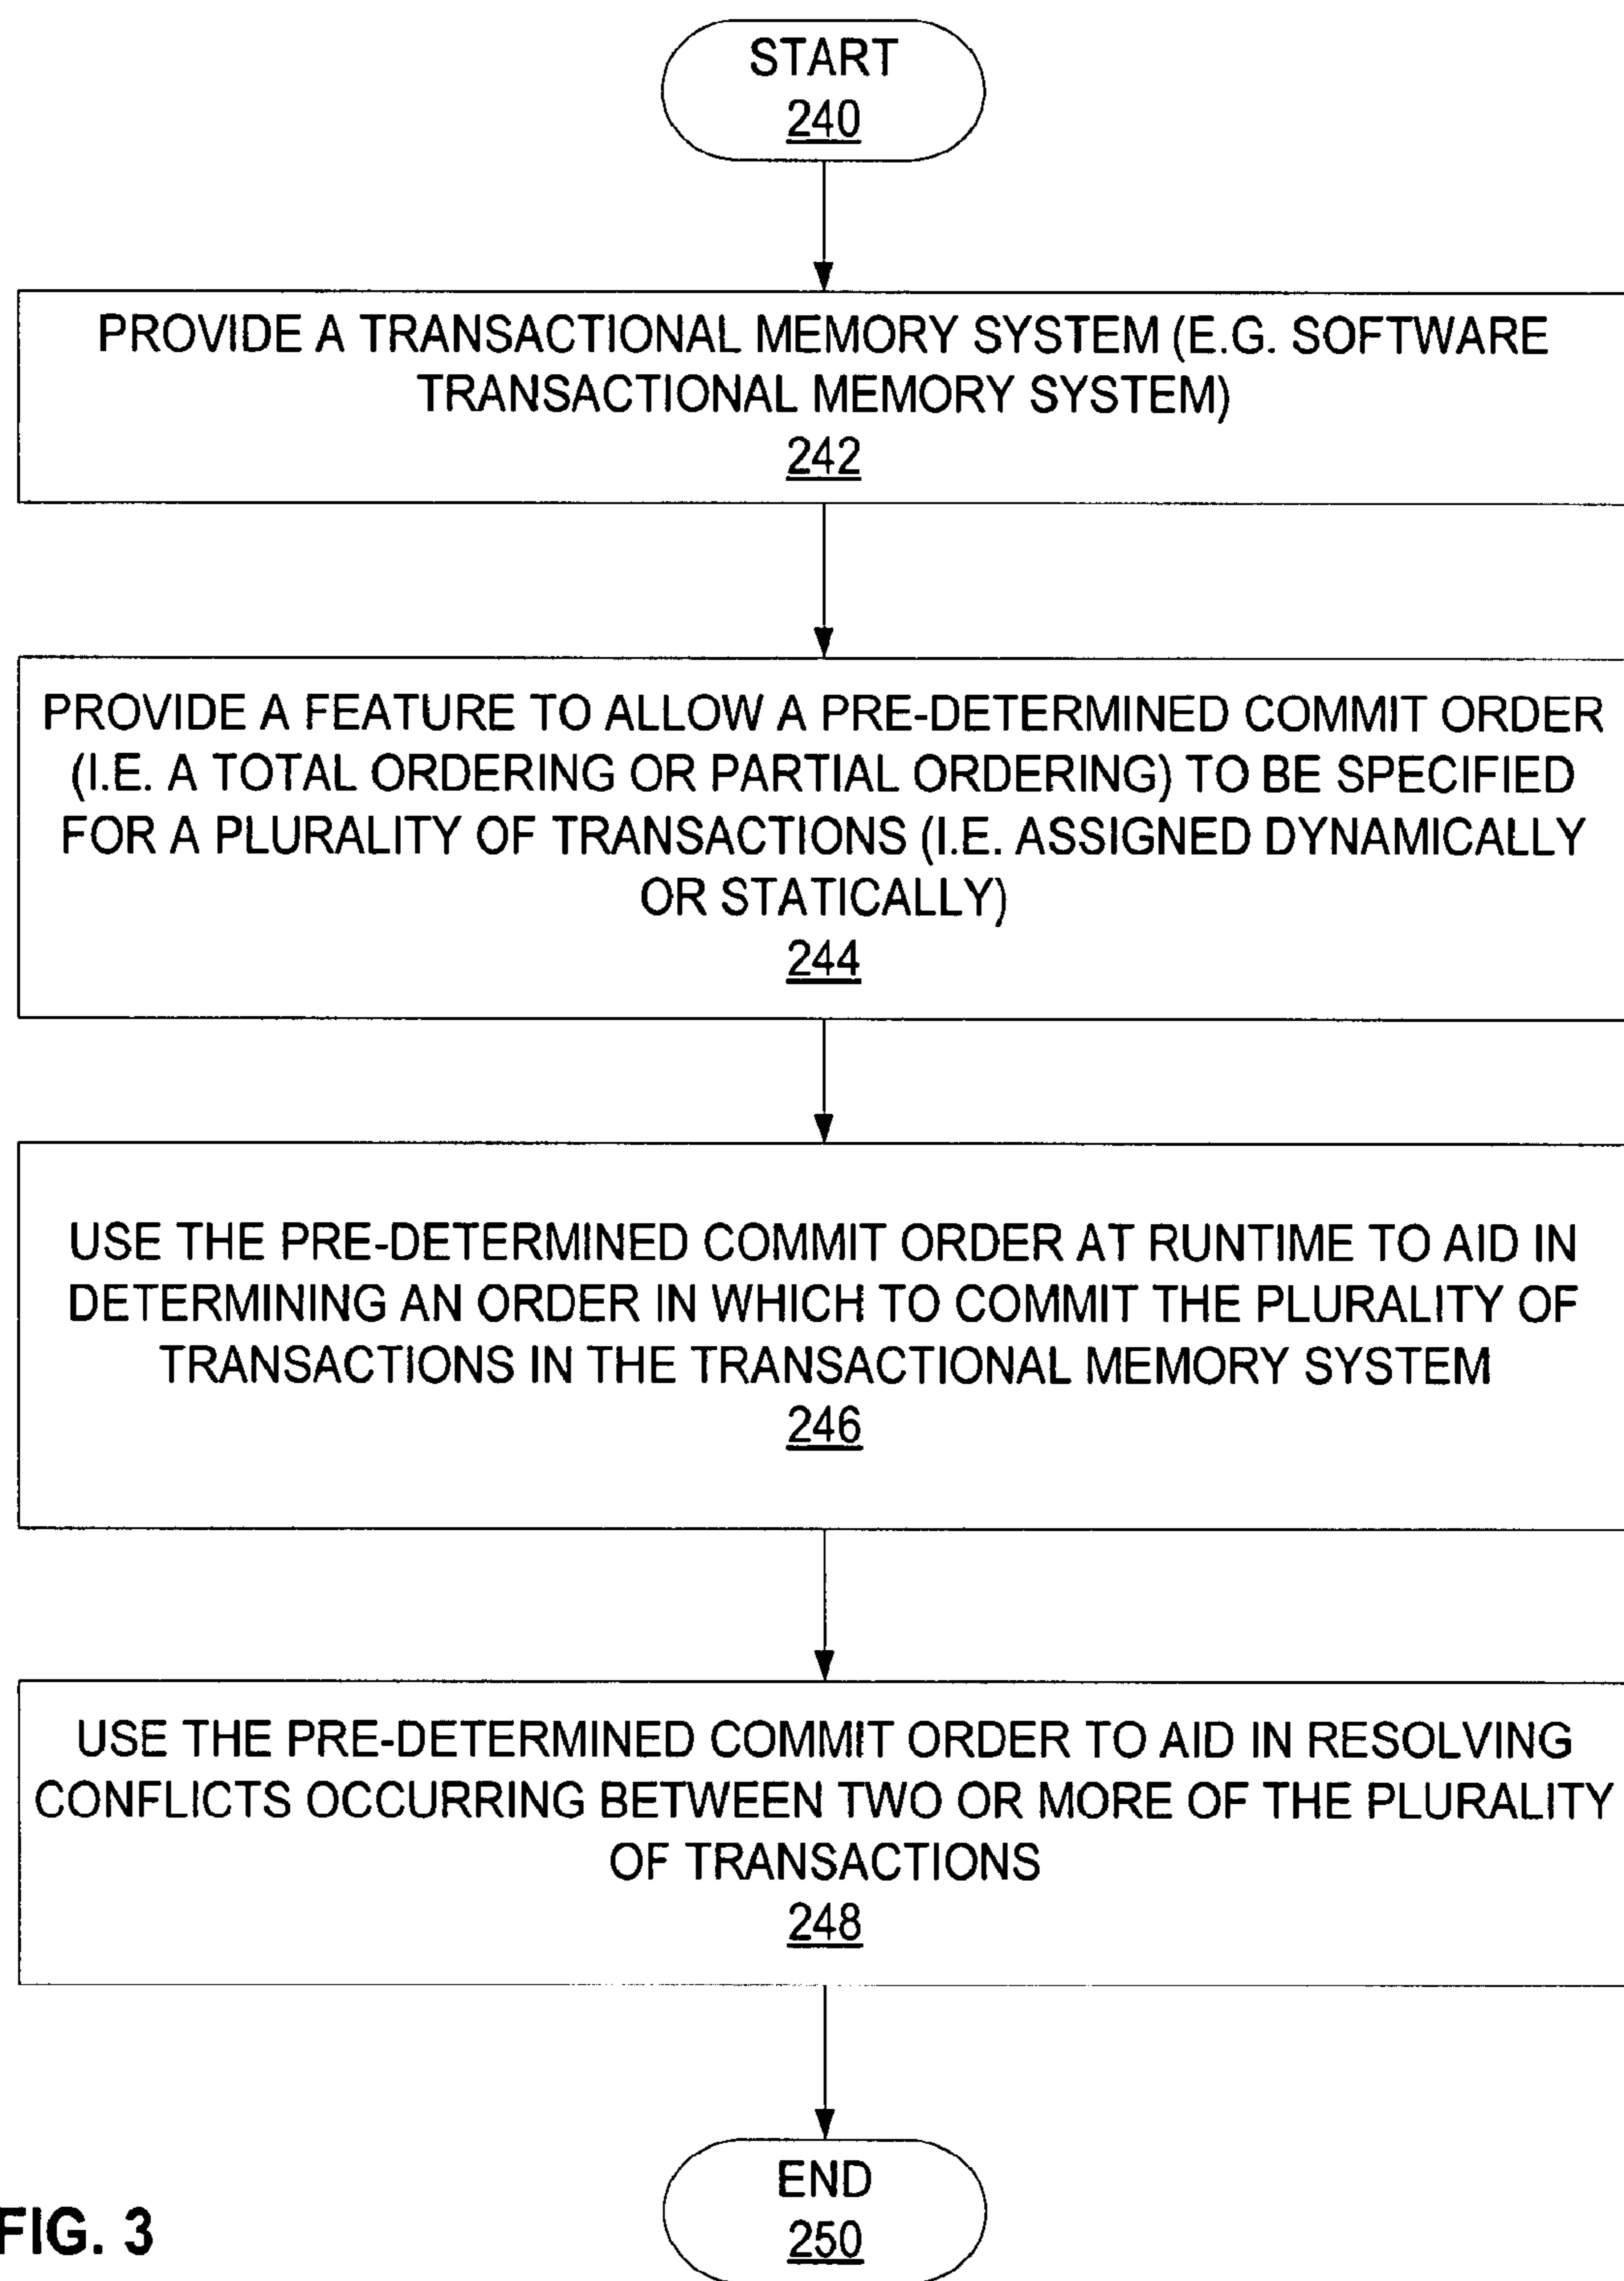 START
240
PROVIDE A TRANSACTIONAL MEMORY SYSTEM (E.G. SOFTWARE
TRANSACTIONAL MEMORY SYSTEM)
242
PROVIDE A FEATURE TO ALLOW A PRE-DETERMINED COMMIT ORDER
(I.E. A TOTAL ORDERING OR PARTIAL ORDERING) TO BE SPECIFIED
FOR A PLURALITY OF TRANSACTIONS (I.E. ASSIGNED DYNAMICALLY
OR STATICALLY)
244
USE THE PRE-DETERMINED COMMIT ORDER AT RUNTIME TO AID IN
DETERMINING AN ORDER IN WHICH TO COMMIT THE PLURALITY OF
TRANSACTIONS IN THE TRANSACTIONAL MEMORY SYSTEM
246
USE THE PRE-DETERMINED COMMIT ORDER TO AID IN RESOLVING
CONFLICTS OCCURRING BETWEEN TWO OR MORE OF THE PLURALITY
OF TRANSACTIONS
248
END
250
FIG. 3